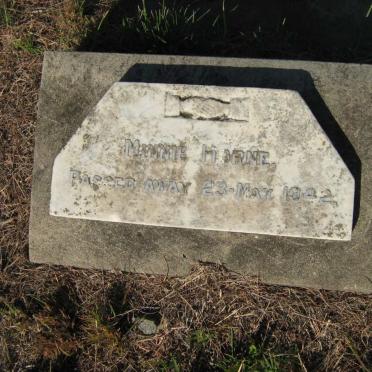 Minnie Horne
Passed away 23-May 1942